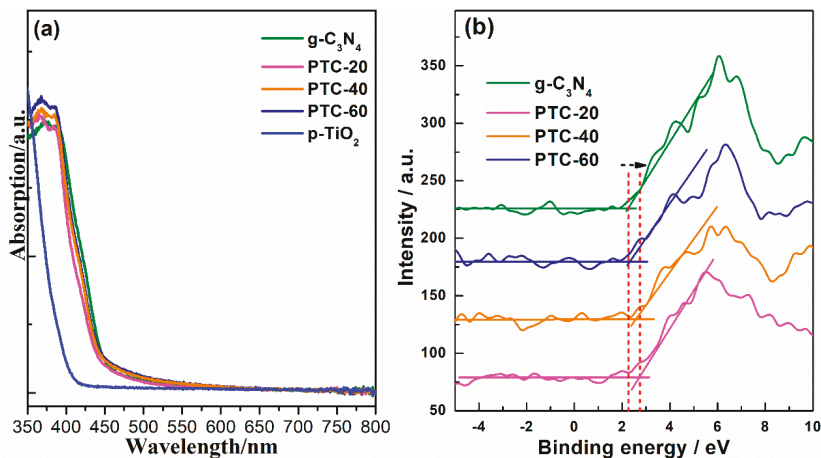 (a)
g-C₃N₄
PTC-20
PTC-40
PTC-60
p-TiO₂
Absorption/a.u.
350 400 450 500 550 600 650 700 750 800
Wavelength/nm
(b)
g-C₃N₄
PTC-20
PTC-40
PTC-60
Intensity / a.u.
350
300
250
200
150
100
50
-4 -2 0 2 4 6 8 10
Binding energy / eV